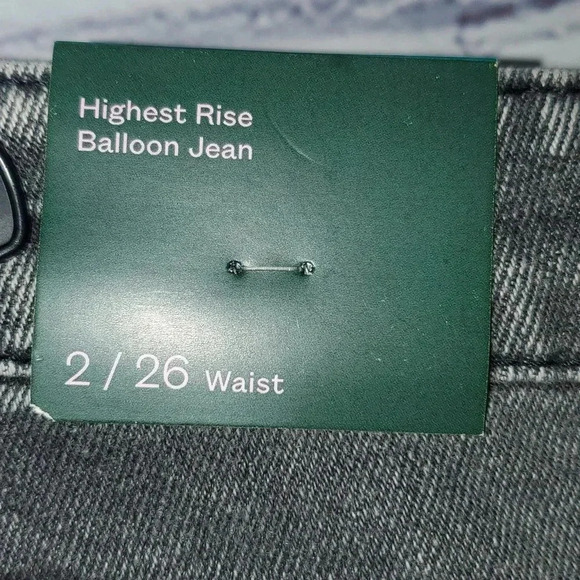 Highest Rise
Balloon Jean
2 / 26 Waist